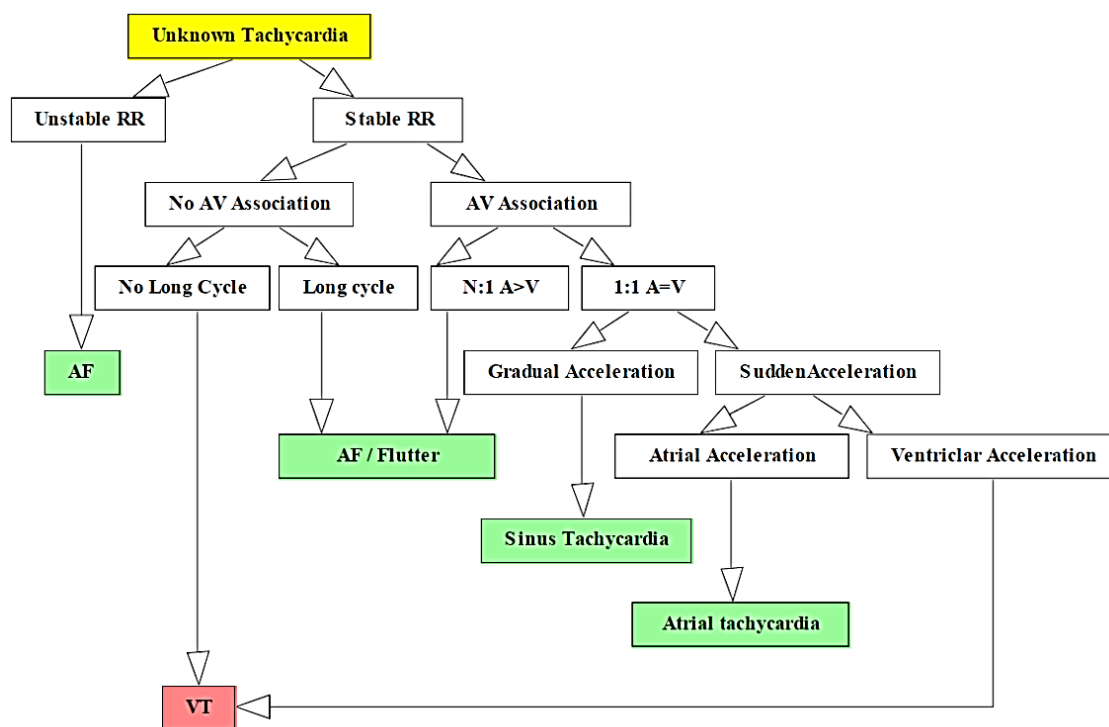 Unknown Tachycardia
Unstable RR
Stable RR
No AV Association
AV Association
No Long Cycle
Long cycle
N:1 A>V
1:1 A=V
AF
Gradual Acceleration
SuddenAcceleration
AF / Flutter
Atrial Acceleration
Ventriclar Acceleration
Sinus Tachycardia
Atrial tachycardia
VT